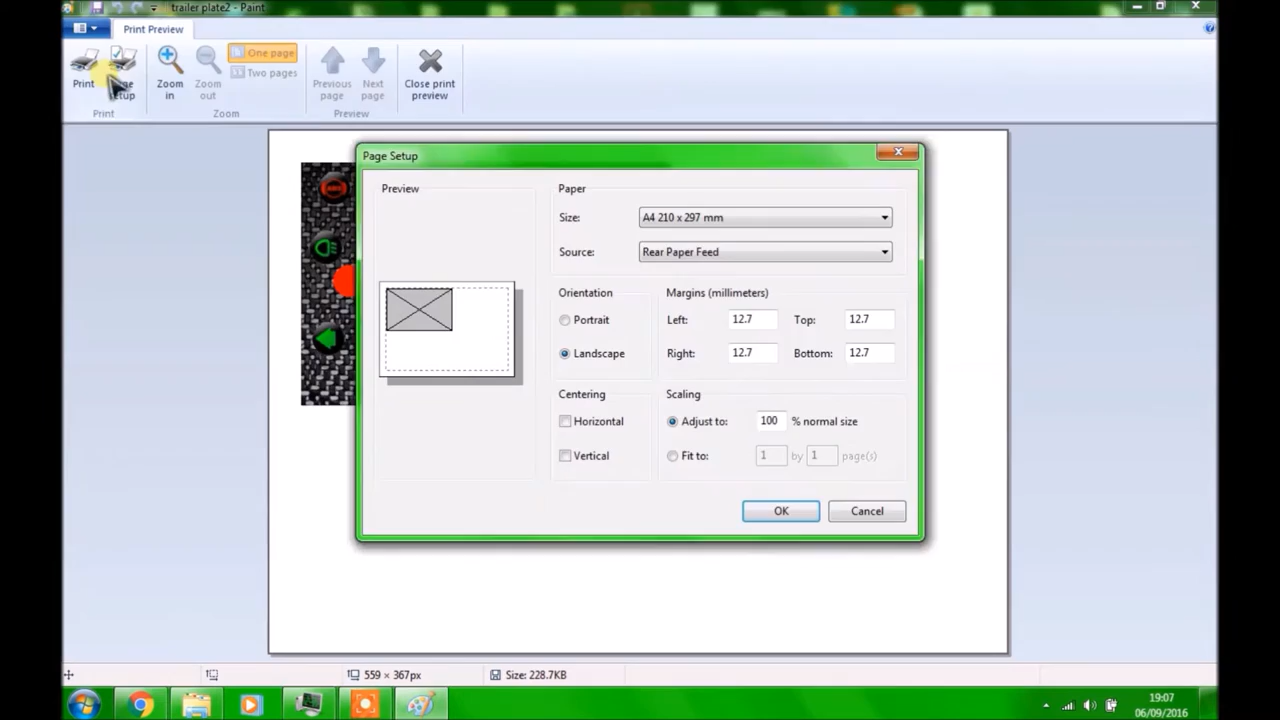 trailer plate2 - Paint
Print Preview
Print
Page setup
Zoom in
Zoom out
One page
Two pages
Previous page
Next page
Close print preview
Print
Zoom
Preview
Page Setup
Preview
Paper
Size:
A4 210 x 297 mm
Source:
Rear Paper Feed
Orientation
Margins (millimeters)
Portrait
Left:
12.7
Top:
12.7
Landscape
Right:
12.7
Bottom:
12.7
Centering
Scaling
Horizontal
Adjust to:
100
% normal size
Vertical
Fit to:
1
by
1
page(s)
OK
Cancel
559 × 367px
Size: 228.7KB
19:07
06/09/2016